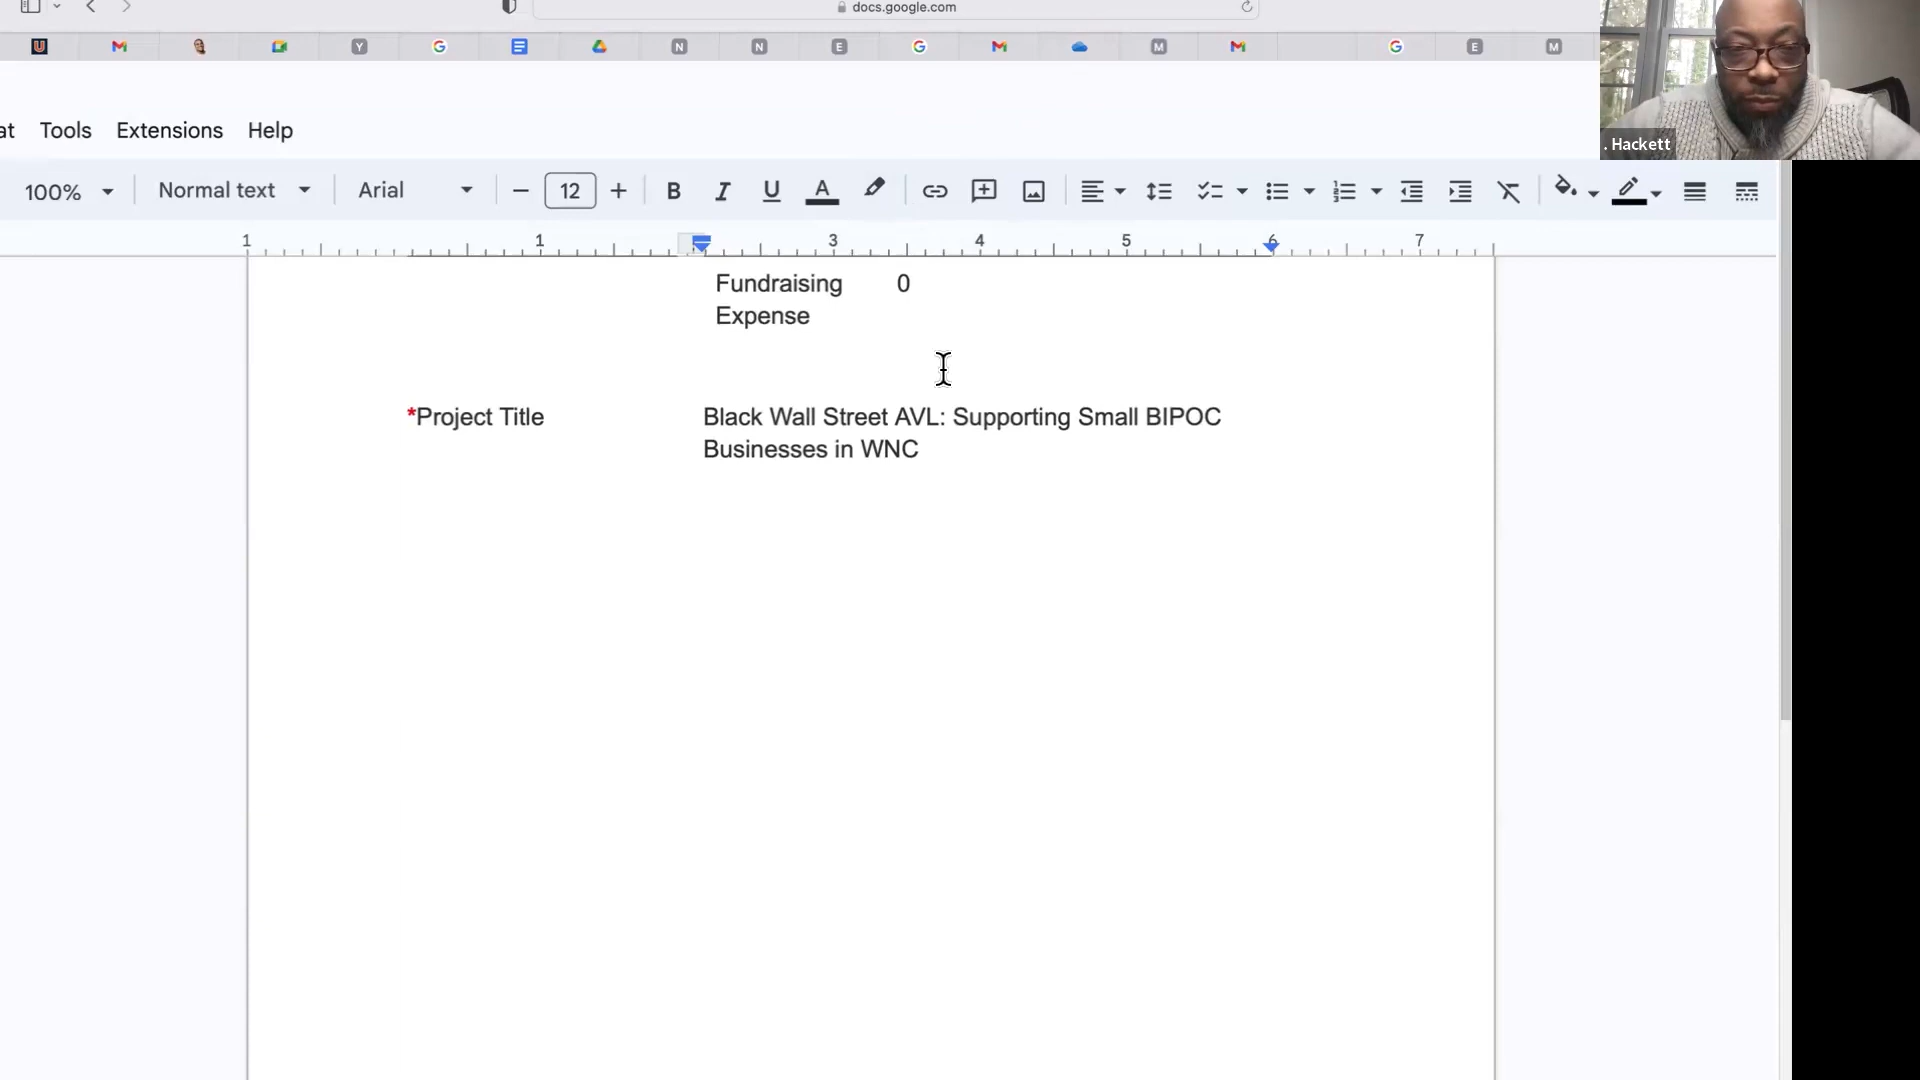 docs.google.com
U Y N N E M E M
at Tools Extensions Help
. Hackett
100% Normal text Arial 12 B I U A
1 1 3 4 5 6 7
Fundraising 0
Expense
*Project Title Black Wall Street AVL: Supporting Small BIPOC
Businesses in WNC